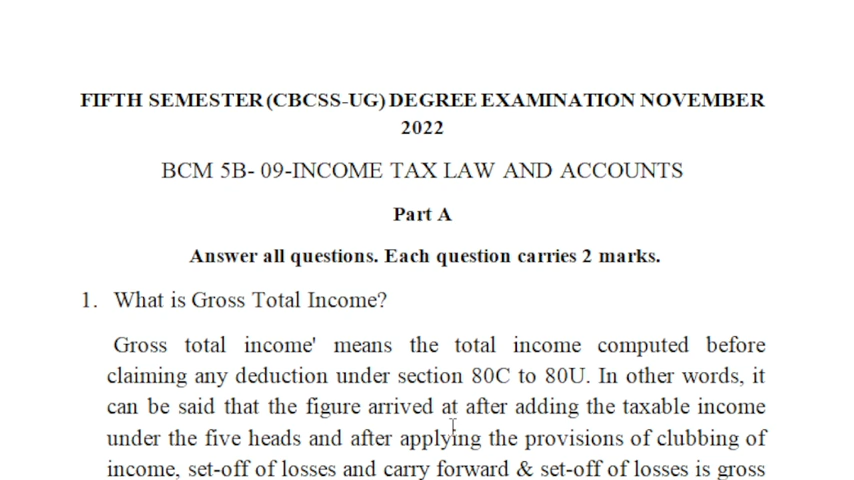 FIFTH SEMESTER (CBCSS-UG) DEGREE EXAMINATION NOVEMBER
2022
BCM 5B- 09-INCOME TAX LAW AND ACCOUNTS
Part A
Answer all questions. Each question carries 2 marks.
1. What is Gross Total Income?
Gross total income' means the total income computed before
claiming any deduction under section 80C to 80U. In other words, it
can be said that the figure arrived at after adding the taxable income
under the five heads and after applying the provisions of clubbing of
income, set-off of losses and carry forward & set-off of losses is gross